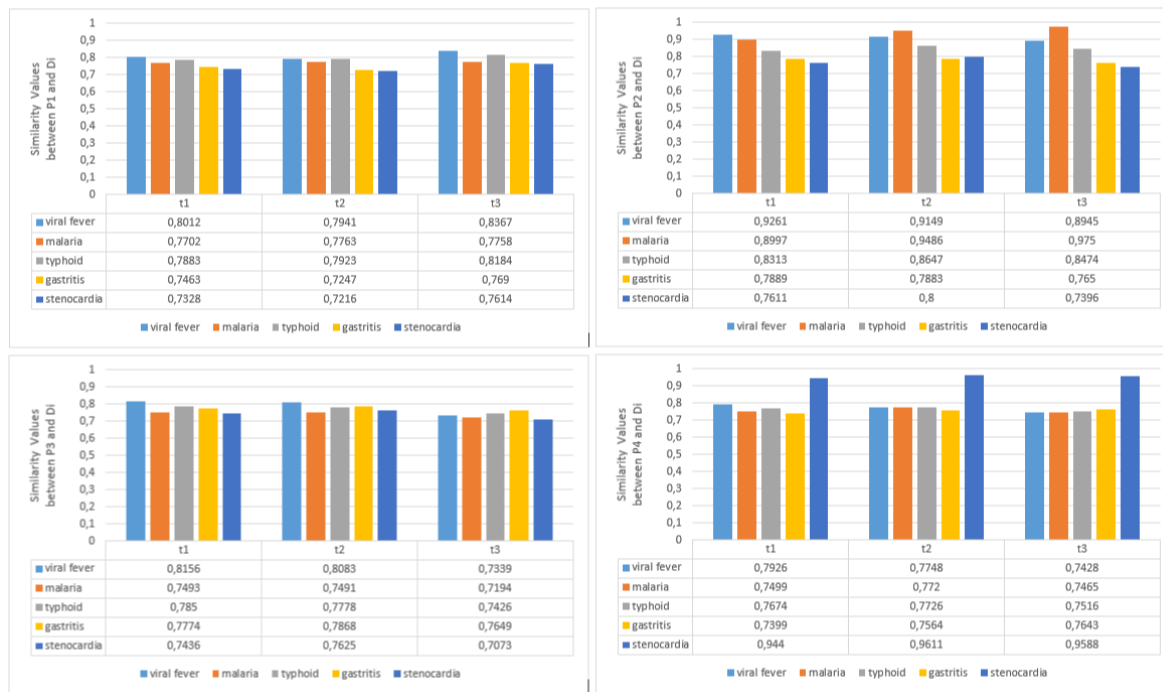 Similarity Values
between P1 and Di
1
0,9
0,8
0,7
0,6
0,5
0,4
0,3
0,2
0,1
0
t1 t2 t3
viral fever 0,8012 0,7941 0,8367
malaria 0,7702 0,7763 0,7758
typhoid 0,7883 0,7923 0,8184
gastritis 0,7463 0,7247 0,769
stenocardia 0,7328 0,7216 0,7614
viral fever malaria typhoid gastritis stenocardia
Similarity Values
between P2 and Di
1
0,9
0,8
0,7
0,6
0,5
0,4
0,3
0,2
0,1
0
t1 t2 t3
viral fever 0,9261 0,9149 0,8945
malaria 0,8997 0,9486 0,975
typhoid 0,8313 0,8647 0,8474
gastritis 0,7889 0,7883 0,765
stenocardia 0,7611 0,8 0,7396
viral fever malaria typhoid gastritis stenocardia
Similarity Values
between P3 and Di
1
0,9
0,8
0,7
0,6
0,5
0,4
0,3
0,2
0,1
0
t1 t2 t3
viral fever 0,8156 0,8083 0,7339
malaria 0,7493 0,7491 0,7194
typhoid 0,785 0,7778 0,7426
gastritis 0,7774 0,7868 0,7649
stenocardia 0,7436 0,7625 0,7073
viral fever malaria typhoid gastritis stenocardia
Similarity Values
between P4 and Di
1
0,9
0,8
0,7
0,6
0,5
0,4
0,3
0,2
0,1
0
t1 t2 t3
viral fever 0,7926 0,7748 0,7428
malaria 0,7499 0,772 0,7465
typhoid 0,7674 0,7726 0,7516
gastritis 0,7399 0,7564 0,7643
stenocardia 0,944 0,9611 0,9588
viral fever malaria typhoid gastritis stenocardia